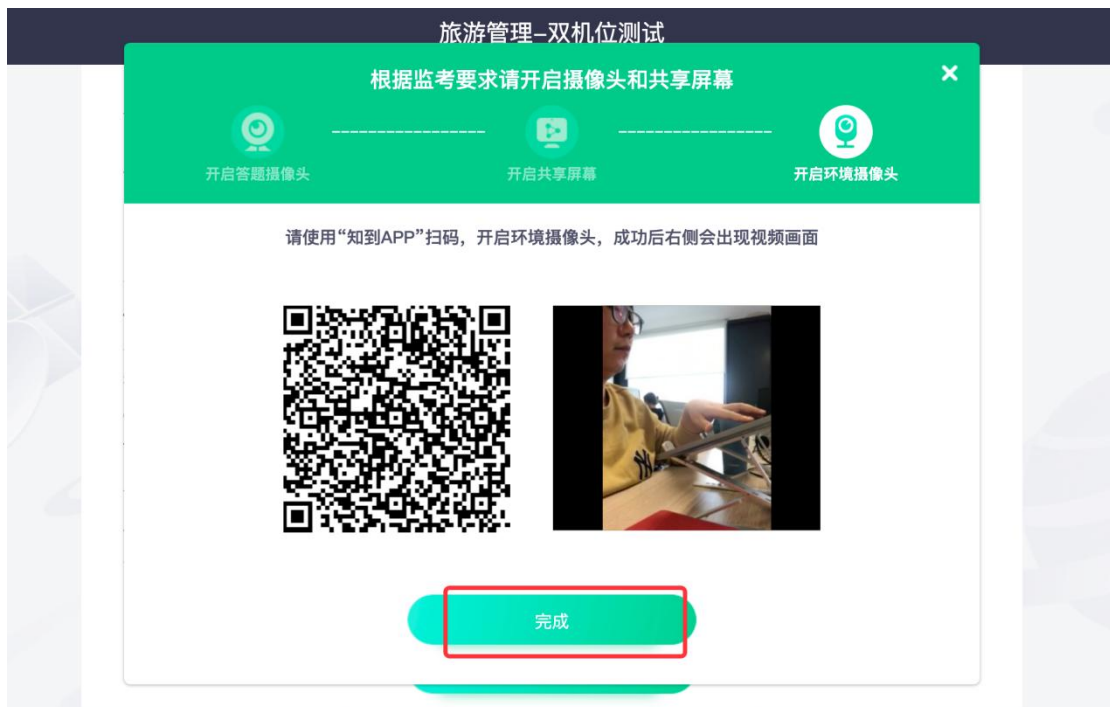 旅游管理–双机位测试
根据监考要求请开启摄像头和共享屏幕
开启答题摄像头
开启共享屏幕
开启环境摄像头
请使用“知到APP”扫码，开启环境摄像头，成功后右侧会出现视频画面
NY
完成